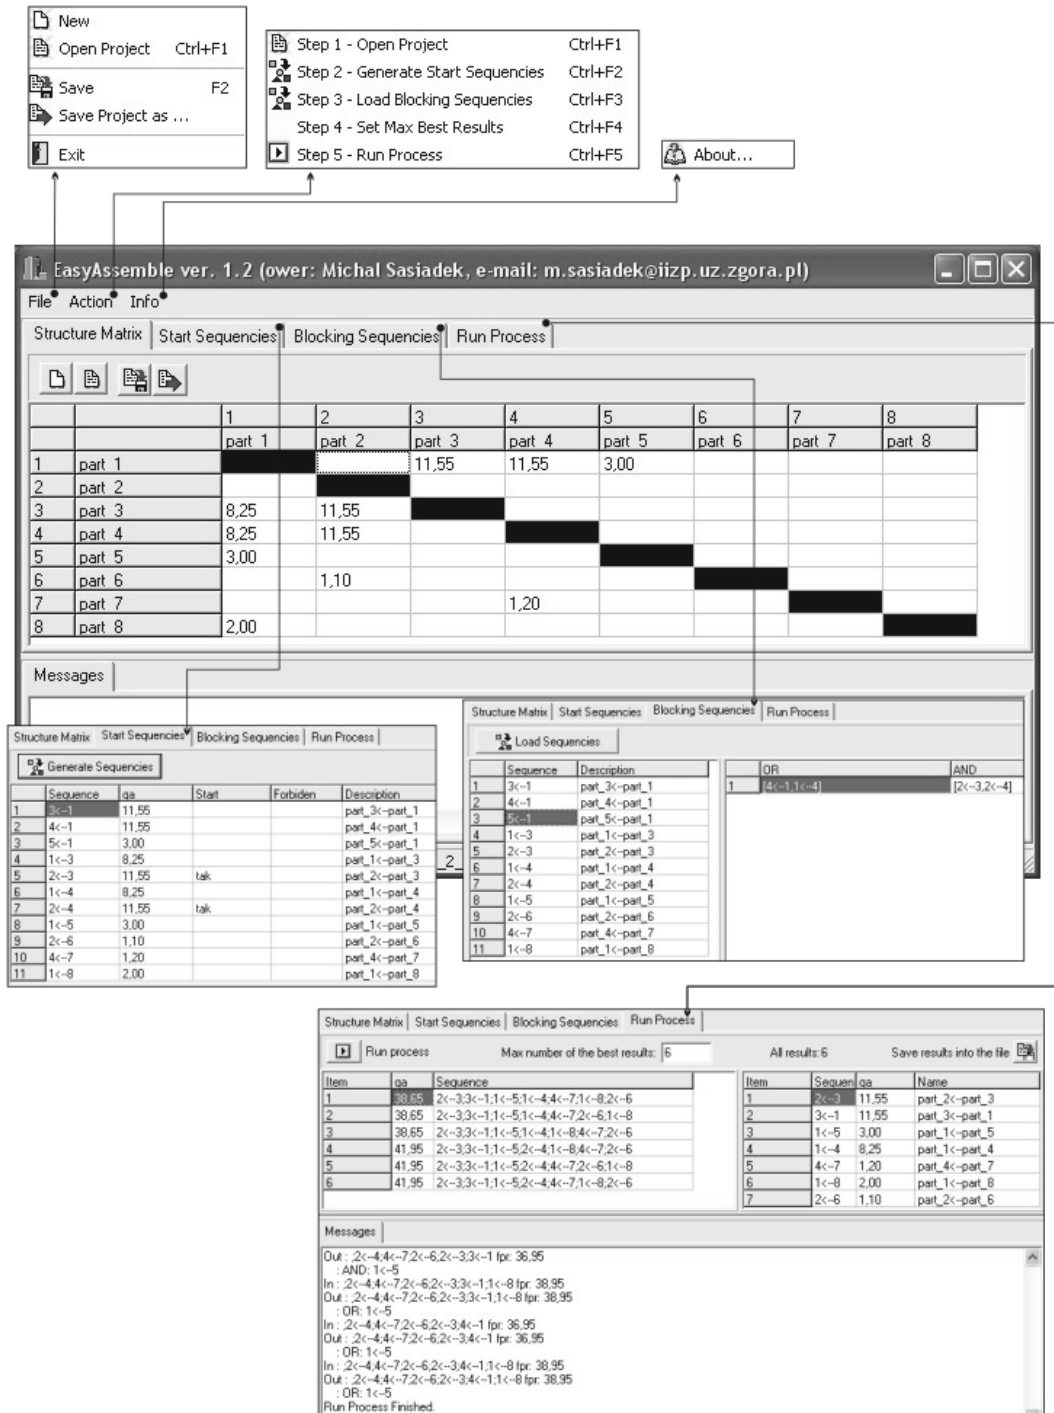 New
Open Project Ctrl+F1
Save F2
Save Project as ...
Exit
Step 1 - Open Project Ctrl+F1
Step 2 - Generate Start Sequencies Ctrl+F2
Step 3 - Load Blocking Sequencies Ctrl+F3
Step 4 - Set Max Best Results Ctrl+F4
Step 5 - Run Process Ctrl+F5
About...
EasyAssemble ver. 1.2 (ower: Michal Sasiadek, e-mail: m.sasiadek@iizp.uz.zgora.pl)
File Action Info
Structure Matrix Start Sequencies Blocking Sequencies Run Process
1 2 3 4 5 6 7 8
part 1 part 2 part 3 part 4 part 5 part 6 part 7 part 8
1 part 1 11,55 11,55 3,00
2 part 2
3 part 3 8,25 11,55
4 part 4 8,25 11,55
5 part 5 3,00
6 part 6 1,10
7 part 7 1,20
8 part 8 2,00
Messages
Structure Matrix Start Sequencies Blocking Sequencies Run Process
Generate Sequencies
Sequence qa Start Forbiden Description
1 3<--1 11,55 part_3<--part_1
2 4<--1 11,55 part_4<--part_1
3 5<--1 3,00 part_5<--part_1
4 1<--3 8,25 part_1<--part_3
5 2<--3 11,55 tak part_2<--part_3
6 1<--4 8,25 part_1<--part_4
7 2<--4 11,55 tak part_2<--part_4
8 1<--5 3,00 part_1<--part_5
9 2<--6 1,10 part_2<--part_6
10 4<--7 1,20 part_4<--part_7
11 1<--8 2,00 part_1<--part_8
_2_
Structure Matrix Start Sequencies Blocking Sequencies Run Process
Load Sequencies
Sequence Description
1 3<--1 part_3<--part_1
2 4<--1 part_4<--part_1
3 5<--1 part_5<--part_1
4 1<--3 part_1<--part_3
5 2<--3 part_2<--part_3
6 1<--4 part_1<--part_4
7 2<--4 part_2<--part_4
8 1<--5 part_1<--part_5
9 2<--6 part_2<--part_6
10 4<--7 part_4<--part_7
11 1<--8 part_1<--part_8
OR AND
1 [4<--1,1<--4] [2<--3,2<--4]
Structure Matrix Start Sequencies Blocking Sequencies Run Process
Run process Max number of the best results: 6 All results: 6 Save results into the file
Item qa Sequence
1 38,65 2<--3;3<--1;1<--5;1<--4;4<--7;1<--8;2<--6
2 38,65 2<--3;3<--1;1<--5;1<--4;4<--7;2<--6;1<--8
3 38,65 2<--3;3<--1;1<--5;1<--4;1<--8;4<--7;2<--6
4 41,95 2<--3;3<--1;1<--5;2<--4;1<--8;4<--7;2<--6
5 41,95 2<--3;3<--1;1<--5;2<--4;4<--7;2<--6;1<--8
6 41,95 2<--3;3<--1;1<--5;2<--4;4<--7;1<--8;2<--6
Item Sequen qa Name
1 2<--3 11,55 part_2<--part_3
2 3<--1 11,55 part_3<--part_1
3 1<--5 3,00 part_1<--part_5
4 1<--4 8,25 part_1<--part_4
5 4<--7 1,20 part_4<--part_7
6 1<--8 2,00 part_1<--part_8
7 2<--6 1,10 part_2<--part_6
Messages
Out : ;2<--4;4<--7;2<--6;2<--3;3<--1 fpr: 36,95
: AND: 1<--5
In : ;2<--4;4<--7;2<--6;2<--3;3<--1;1<--8 fpr: 38,95
Out : ;2<--4;4<--7;2<--6;2<--3;3<--1;1<--8 fpr: 38,95
: OR: 1<--5
In : ;2<--4;4<--7;2<--6;2<--3;4<--1 fpr: 36,95
Out : ;2<--4;4<--7;2<--6;2<--3;4<--1 fpr: 36,95
: OR: 1<--5
In : ;2<--4;4<--7;2<--6;2<--3;4<--1;1<--8 fpr: 38,95
Out : ;2<--4;4<--7;2<--6;2<--3;4<--1;1<--8 fpr: 38,95
: OR: 1<--5
Run Process Finished.